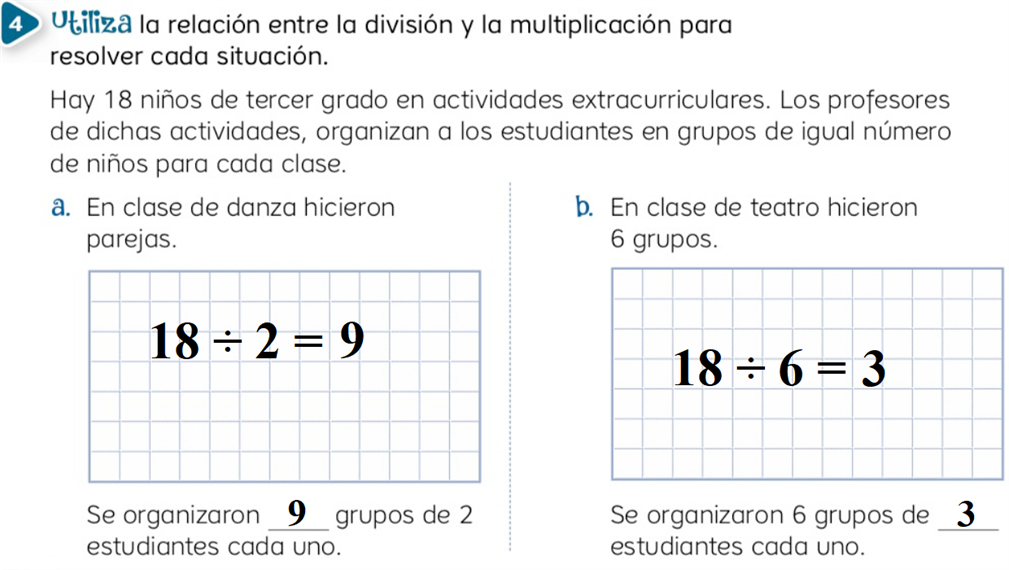 4 Utiliza la relación entre la división y la multiplicación para
resolver cada situación.
Hay 18 niños de tercer grado en actividades extracurriculares. Los profesores
de dichas actividades, organizan a los estudiantes en grupos de igual número
de niños para cada clase.
a. En clase de danza hicieron
parejas.
18 ÷ 2 = 9
Se organizaron 9 grupos de 2
estudiantes cada uno.
b. En clase de teatro hicieron
6 grupos.
18 ÷ 6 = 3
Se organizaron 6 grupos de 3
estudiantes cada uno.